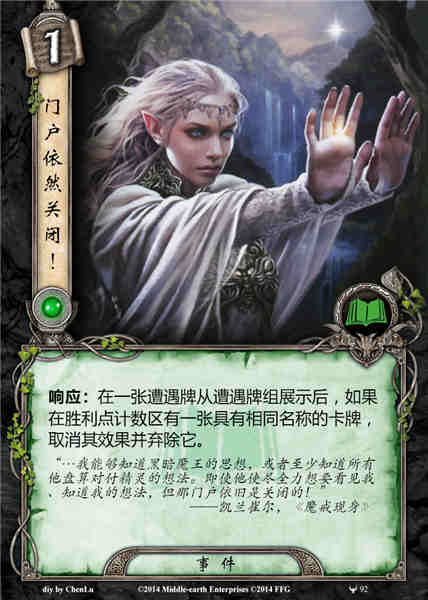 1
门户依然关闭！
响应：在一张遭遇牌从遭遇牌组展示后，如果
在胜利点计数区有一张具有相同名称的卡牌，
取消其效果并弃除它。
“…我能够知道黑暗魔王的思想，或者至少知道所有
他盘算对付精灵的想法。即使他使尽全力想要看见我
、知道我的想法，但那门户依旧是关闭的！”
——凯兰崔尔，《魔戒现身》
事件
diy by ChenLu ©2014 Middle-earth Enterprises ©2014 FFG 92